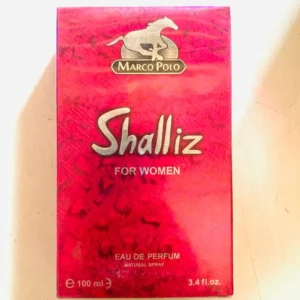 MARCO POLO
Shalliz
FOR WOMEN
EAU DE PERFUM
NATURAL SPRAY
100 ml 3.4 fl.oz.